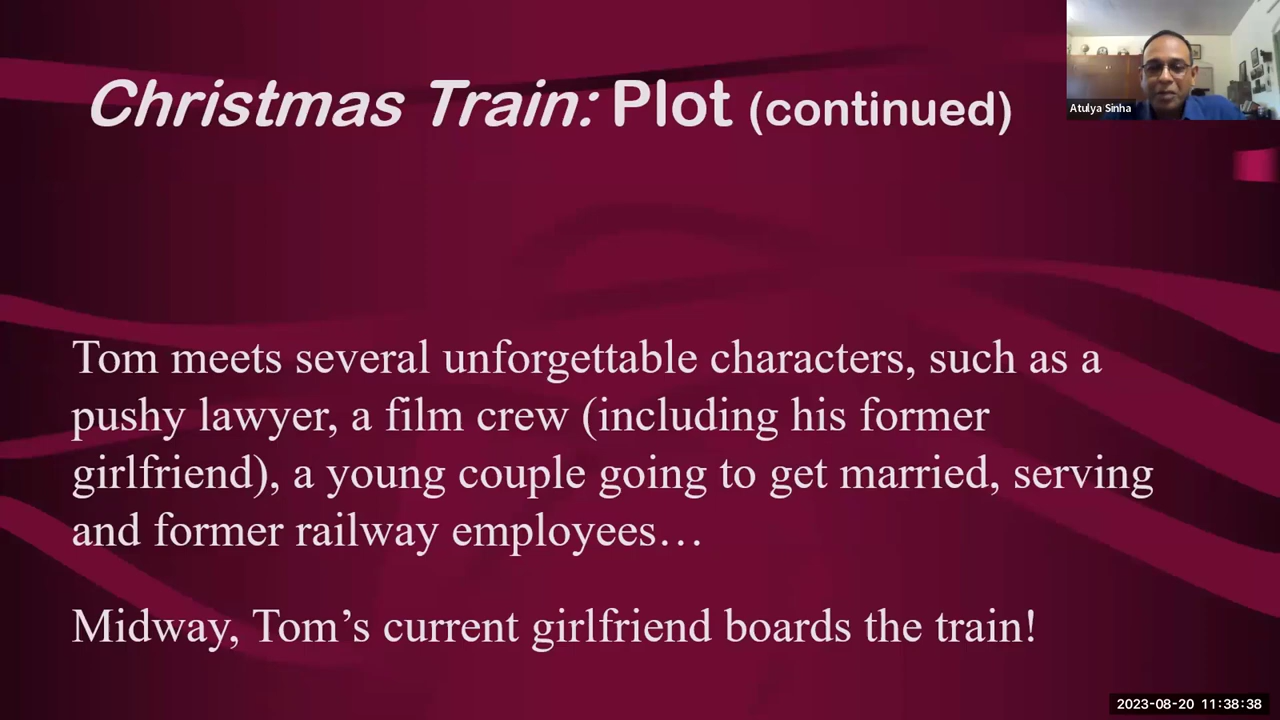 Christmas Train: Plot (continued)
Atulya Sinha
Tom meets several unforgettable characters, such as a
pushy lawyer, a film crew (including his former
girlfriend), a young couple going to get married, serving
and former railway employees…
Midway, Tom’s current girlfriend boards the train!
2023-08-20 11:38:38